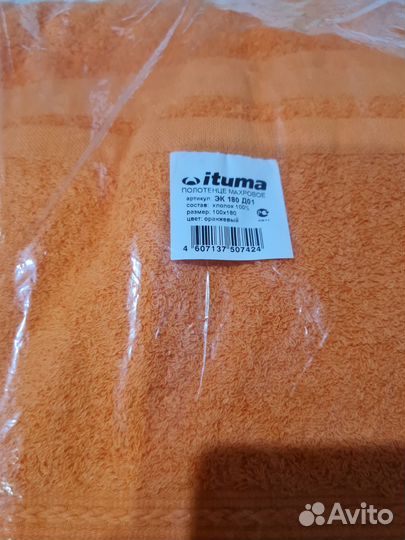 ituma
ПОЛОТЕНЦЕ МАХРОВОЕ
артикул: ЭК 180 Д01
состав: хлопок 100%
размер: 100х180
цвет: оранжевый
4 607137 507424
Avito